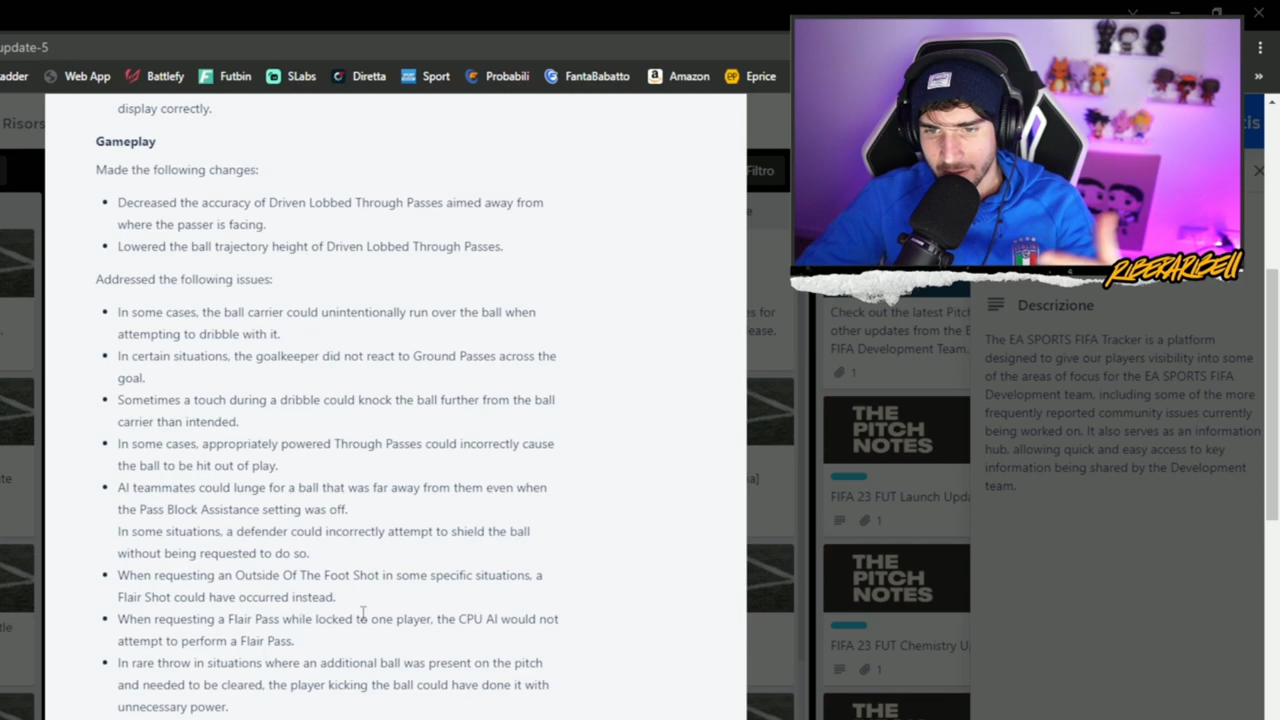 update-5
adder Web App Battlefy Futbin SLabs Diretta Sport Probabili FantaBabatto Amazon Eprice
»
display correctly.
Risors
Filtro
tis
Gameplay
Made the following changes:
Decreased the accuracy of Driven Lobbed Through Passes aimed away from
where the passer is facing.
Lowered the ball trajectory height of Driven Lobbed Through Passes.
Addressed the following issues:
In some cases, the ball carrier could unintentionally run over the ball when
attempting to dribble with it.
In certain situations, the goalkeeper did not react to Ground Passes across the
goal.
Sometimes a touch during a dribble could knock the ball further from the ball
carrier than intended.
In some cases, appropriately powered Through Passes could incorrectly cause
the ball to be hit out of play.
AI teammates could lunge for a ball that was far away from them even when
the Pass Block Assistance setting was off.
In some situations, a defender could incorrectly attempt to shield the ball
without being requested to do so.
When requesting an Outside Of The Foot Shot in some specific situations, a
Flair Shot could have occurred instead.
When requesting a Flair Pass while locked to one player, the CPU AI would not
attempt to perform a Flair Pass.
In rare throw in situations where an additional ball was present on the pitch
and needed to be cleared, the player kicking the ball could have done it with
unnecessary power.
es for
ease.
RIBERARIBELL
ITALIA
Check out the latest Pitch
other updates from the E
FIFA Development Team.
1
THE
PITCH
NOTES
FIFA 23 FUT Launch Upda
1
THE
PITCH
NOTES
FIFA 23 FUT Chemistry U
1
THE
Descrizione
The EA SPORTS FIFA Tracker is a platform
designed to give our players visibility into some
of the areas of focus for the EA SPORTS FIFA
Development team, including some of the more
frequently reported community issues currently
being worked on. It also serves as an information
hub, allowing quick and easy access to key
information being shared by the Development
team.